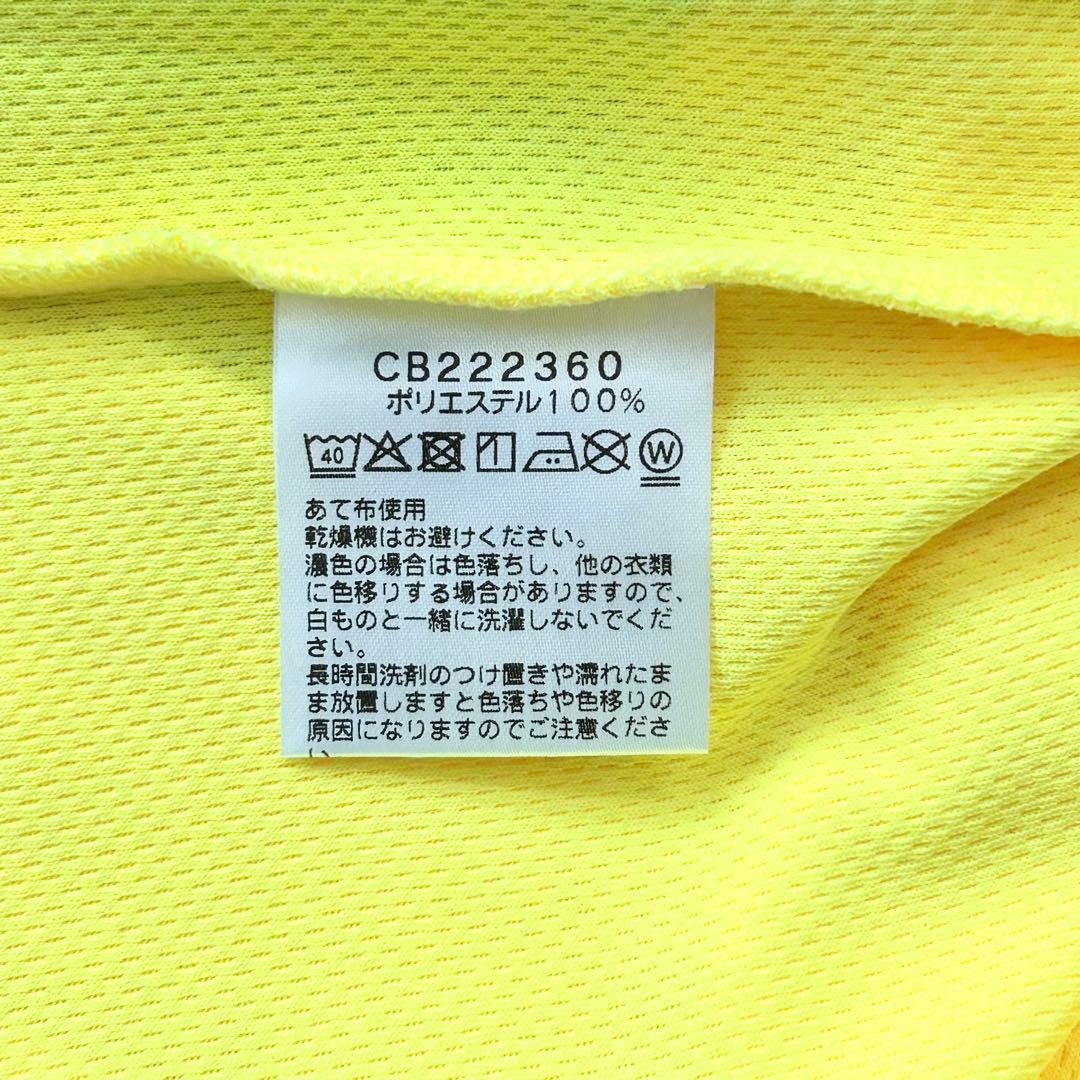 CB222360
ポリエステル100%
40 W
あて布使用
乾燥機はお避けください。
濃色の場合は色落ちし、他の衣類
に色移りする場合がありますので、
白ものと一緒に洗濯しないでくだ
さい。
長時間洗剤のつけ置きや濡れたま
ま放置しますと色落ちや色移りの
原因になりますのでご注意くださ
い